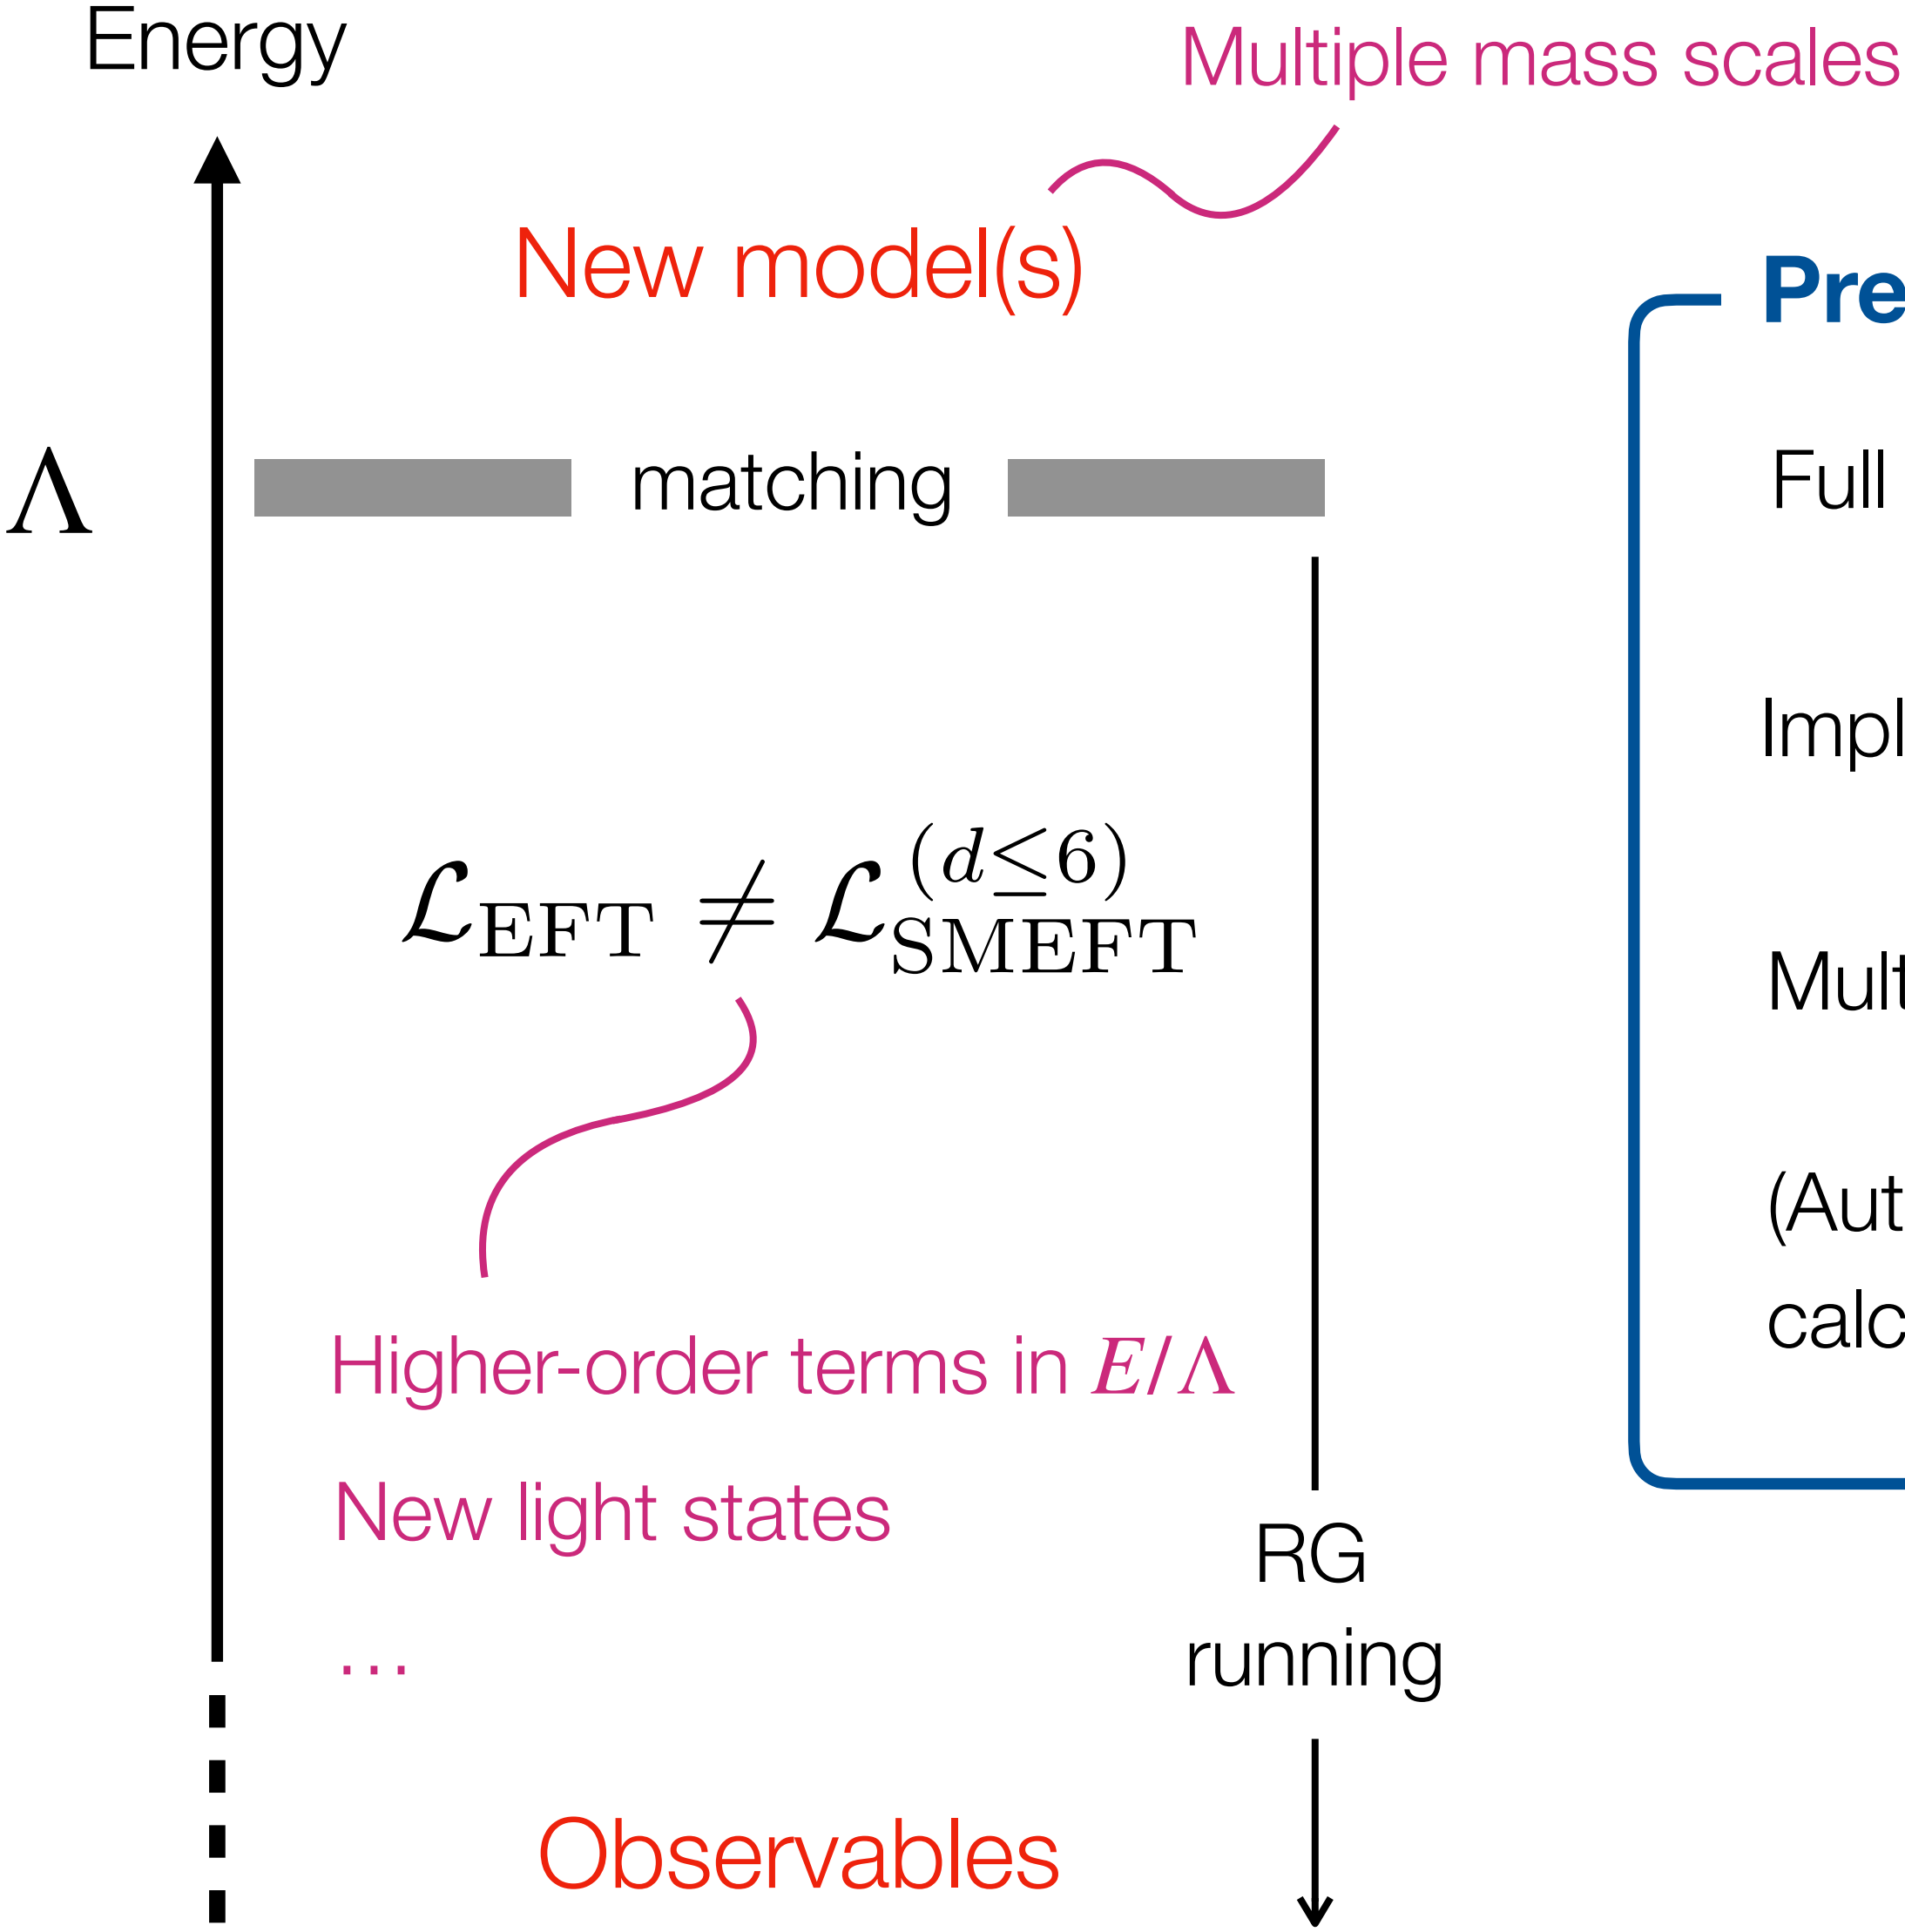 Energy
Multiple mass scales
New model(s)
Λ
matching
ℒ_EFT ≠ ℒ_SMEFT^(d≤6)
Higher-order terms in E/Λ
New light states
...
RG
running
Observables
Pre
Full
Impl
Mult
(Aut
calc